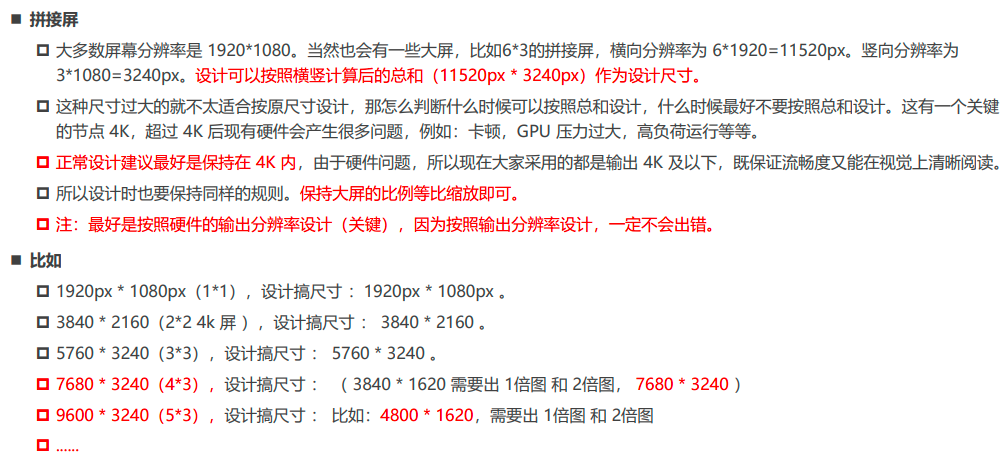 拼接屏
大多数屏幕分辨率是 1920*1080。当然也会有一些大屏，比如6*3的拼接屏，横向分辨率为 6*1920=11520px。竖向分辨率为
3*1080=3240px。设计可以按照横竖计算后的总和（11520px * 3240px）作为设计尺寸。
这种尺寸过大的就不太适合按原尺寸设计，那怎么判断什么时候可以按照总和设计，什么时候最好不要按照总和设计。这有一个关键
的节点 4K，超过 4K 后现有硬件会产生很多问题，例如：卡顿，GPU 压力过大，高负荷运行等等。
正常设计建议最好是保持在 4K 内，由于硬件问题，所以现在大家采用的都是输出 4K 及以下，既保证流畅度又能在视觉上清晰阅读。
所以设计时也要保持同样的规则。保持大屏的比例等比缩放即可。
注：最好是按照硬件的输出分辨率设计（关键），因为按照输出分辨率设计，一定不会出错。
比如
1920px * 1080px（1*1），设计搞尺寸 ：1920px * 1080px 。
3840 * 2160（2*2 4k 屏 ），设计搞尺寸 ： 3840 * 2160 。
5760 * 3240（3*3），设计搞尺寸 ： 5760 * 3240 。
7680 * 3240（4*3），设计搞尺寸 ： （ 3840 * 1620 需要出 1倍图 和 2倍图， 7680 * 3240 ）
9600 * 3240（5*3），设计搞尺寸 ： 比如：4800 * 1620，需要出 1倍图 和 2倍图
......